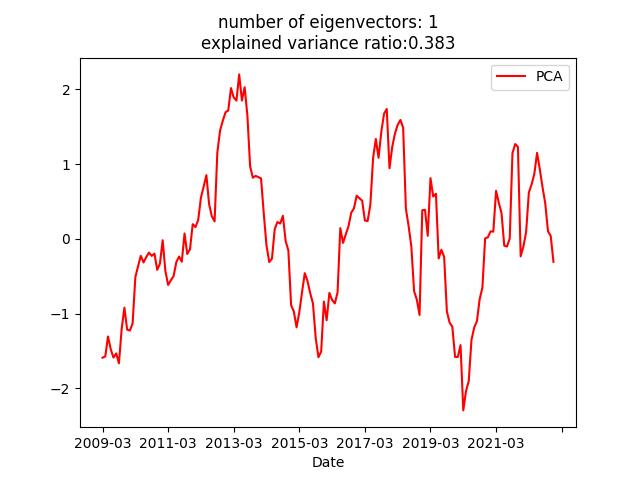 number of eigenvectors: 1
explained variance ratio:0.383
PCA
2
1
0
−1
−2
2009-03 2011-03 2013-03 2015-03 2017-03 2019-03 2021-03
Date